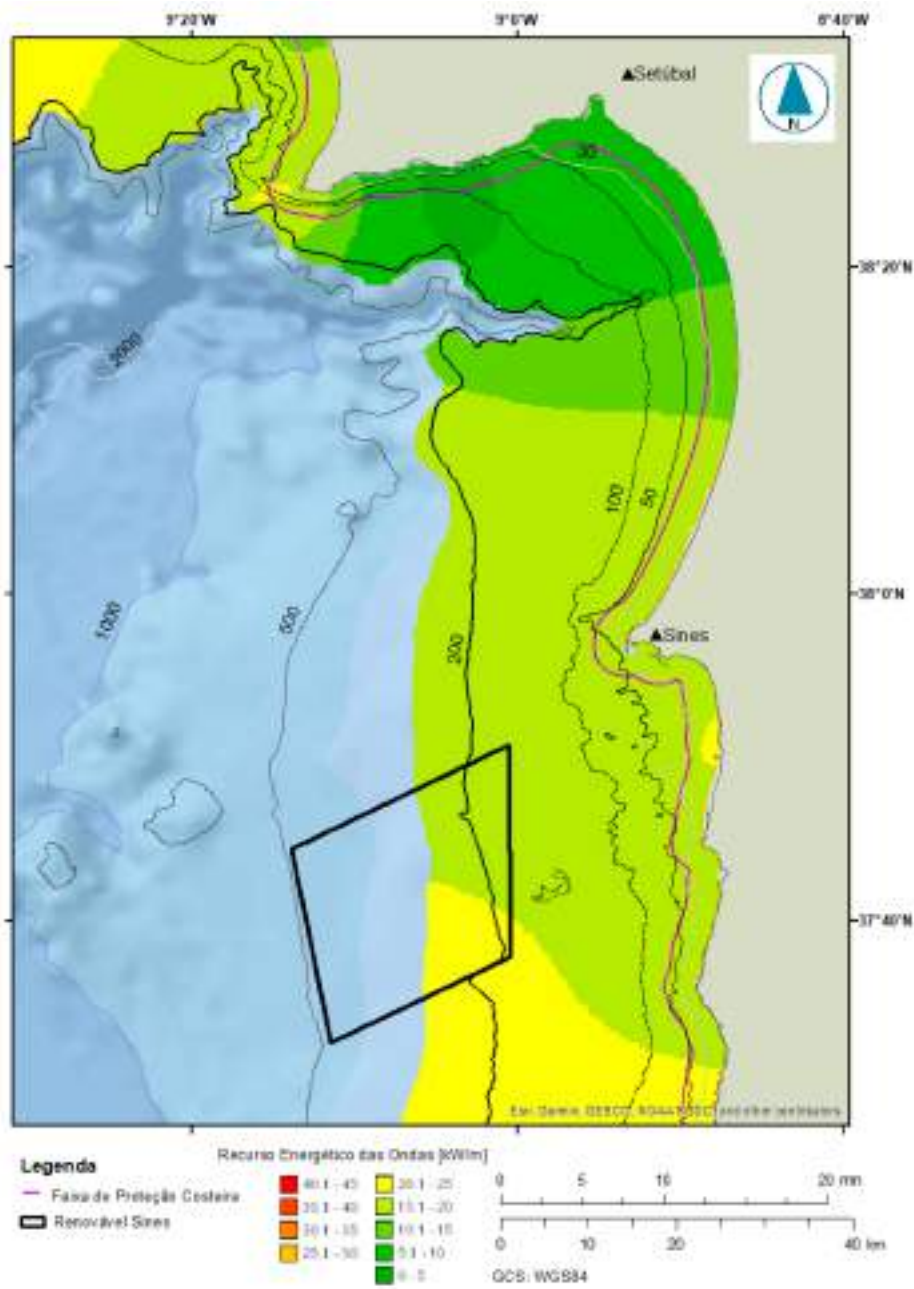 9°20'W 9°0'W 8°40'W
▲Setúbal
N
30
38°20'N
2000
100
50
38°0'N
1000
500
200
▲Sines
37°40'N
Legenda
Faixa de Proteção Costeira
Renovável Sines
Recurso Energético das Ondas [kW/m]
40.1 - 45
35.1 - 40
30.1 - 35
25.1 - 30
20.1 - 25
15.1 - 20
10.1 - 15
5.1 - 10
0 - 5
0 5 10 20 mn
0 10 20 40 km
GCS: WGS84